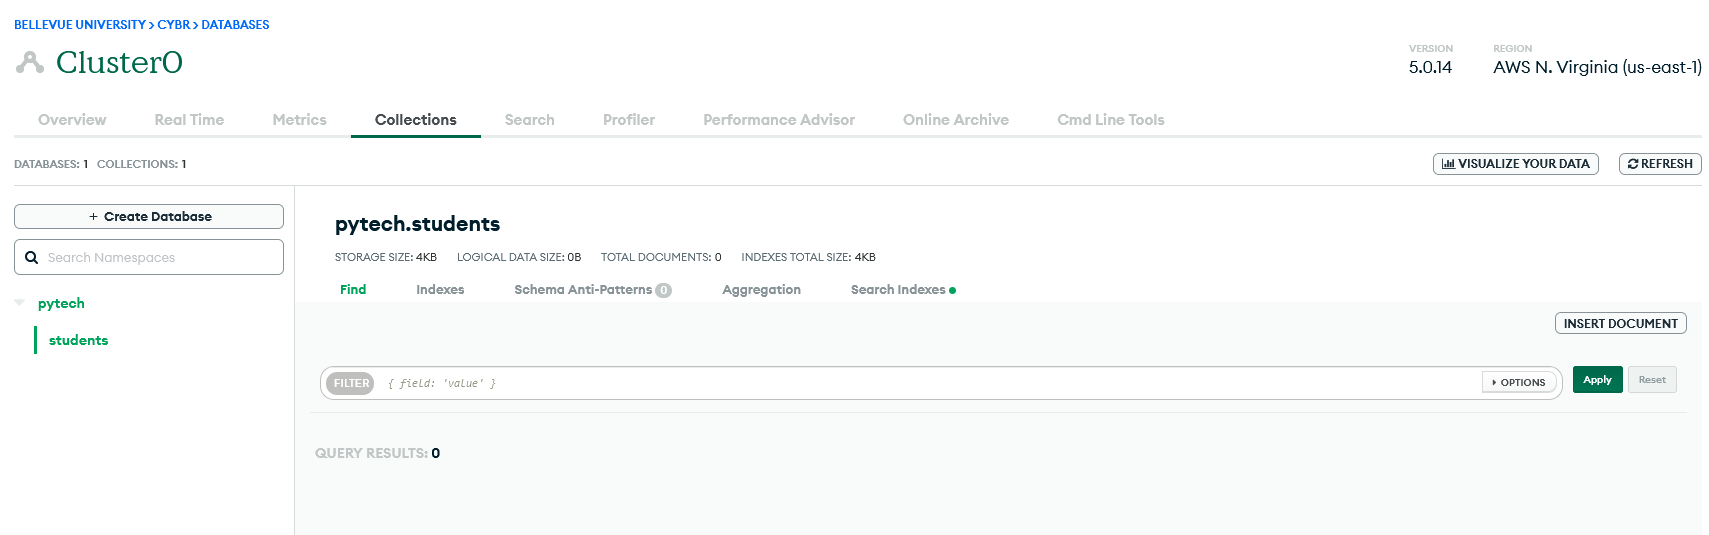 BELLEVUE UNIVERSITY > CYBR > DATABASES
Cluster0
VERSION
5.0.14
REGION
AWS N. Virginia (us-east-1)
Overview Real Time Metrics Collections Search Profiler Performance Advisor Online Archive Cmd Line Tools
DATABASES: 1 COLLECTIONS: 1
VISUALIZE YOUR DATA
REFRESH
+ Create Database
Search Namespaces
pytech
students
pytech.students
STORAGE SIZE: 4KB LOGICAL DATA SIZE: 0B TOTAL DOCUMENTS: 0 INDEXES TOTAL SIZE: 4KB
Find Indexes Schema Anti-Patterns 0 Aggregation Search Indexes
INSERT DOCUMENT
FILTER { field: 'value' } OPTIONS Apply Reset
QUERY RESULTS: 0